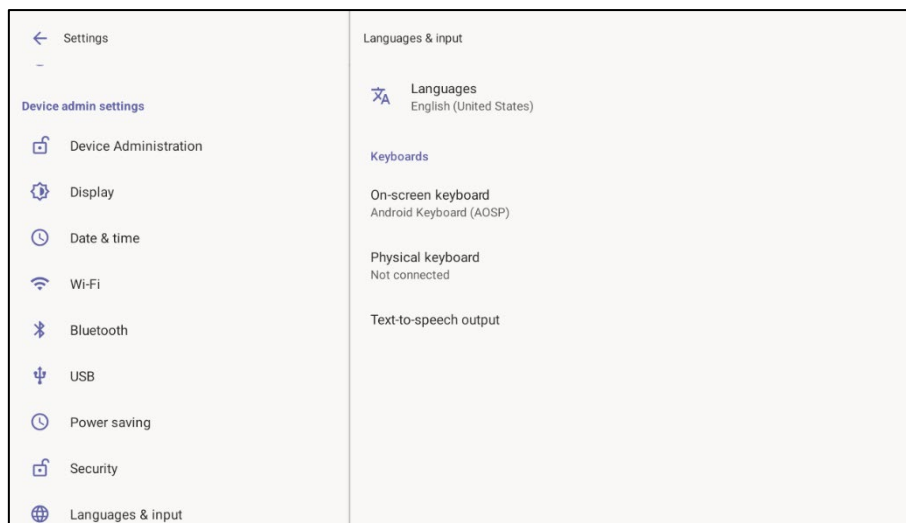 Settings
Device admin settings
Device Administration
Display
Date & time
Wi-Fi
Bluetooth
USB
Power saving
Security
Languages & input
Languages & input
Languages
English (United States)
Keyboards
On-screen keyboard
Android Keyboard (AOSP)
Physical keyboard
Not connected
Text-to-speech output